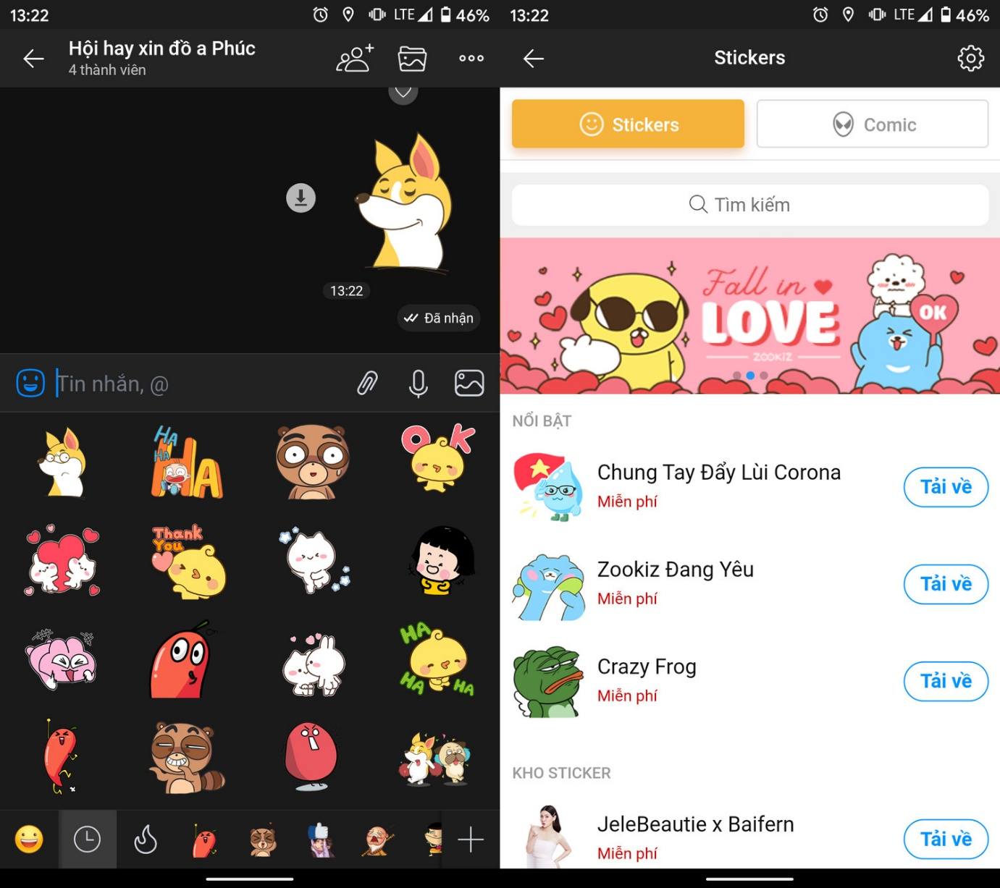 13:22
LTE 46%
Hội hay xin đồ a Phúc
4 thành viên
13:22
Đã nhận
Tin nhắn, @
HA
HA
HA
OK
Thank
You
HA
HA
HA
13:22
LTE 46%
Stickers
Stickers
Comic
Tìm kiếm
Fall in
LOVE
ZOOKIZ
OK
NỔI BẬT
Chung Tay Đẩy Lùi Corona
Miễn phí
Tải về
Zookiz Đang Yêu
Miễn phí
Tải về
Crazy Frog
Miễn phí
Tải về
KHO STICKER
JeleBeautie x Baifern
Miễn phí
Tải về